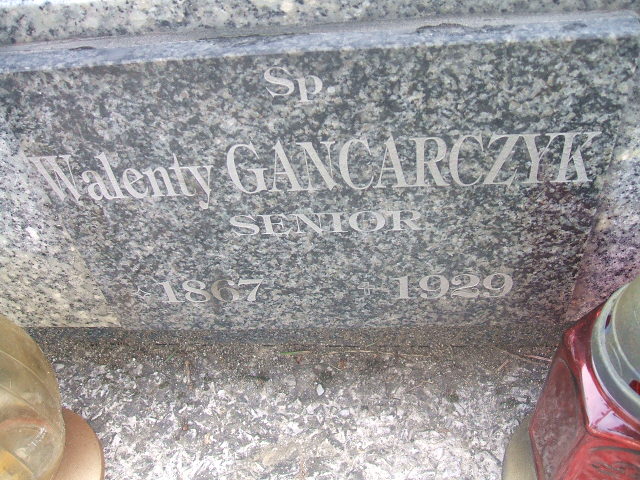 Sp.
Walenty GANCARCZYK
SENIOR
* 1867 + 1929